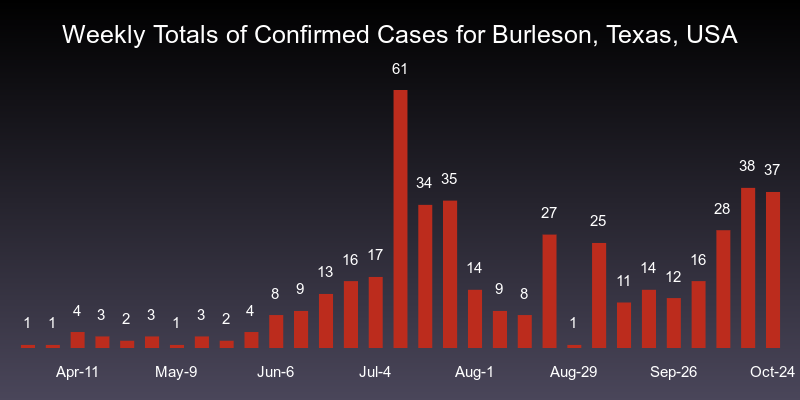 Weekly Totals of Confirmed Cases for Burleson, Texas, USA
1 1 4 3 2 3 1 3 2 4 8 9 13 16 17 61 34 35 14 9 8 27 1 25 11 14 12 16 28 38 37
Apr-11 May-9 Jun-6 Jul-4 Aug-1 Aug-29 Sep-26 Oct-24